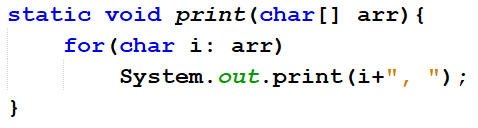 static void print(char[] arr){
    for(char i: arr)
        System.out.print(i+", ");
}